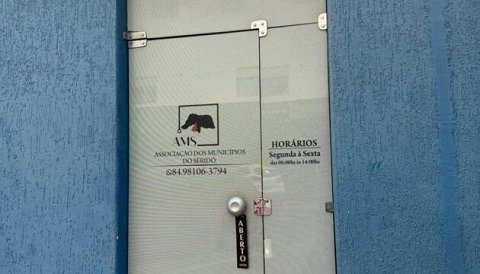 AMS
ASSOCIAÇÃO DOS MUNICÍPIOS
DO SERIDÓ
84.98106-3794
HORÁRIOS
Segunda à Sexta
das 08:00hs às 14:00hs
ABERTO